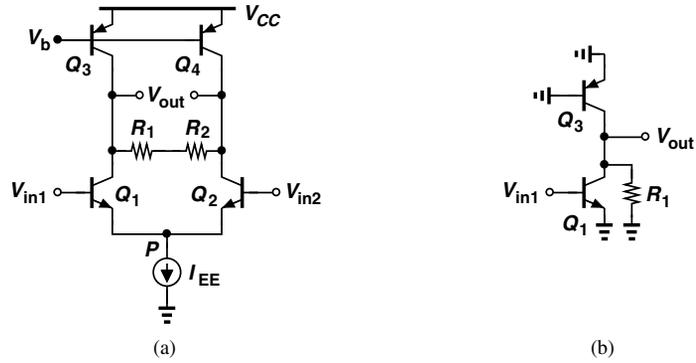 V_CC
V_b
Q_3
Q_4
V_out
R_1
R_2
V_in1
Q_1
Q_2
V_in2
P
I_EE
(a)
Q_3
V_out
V_in1
Q_1
R_1
(b)